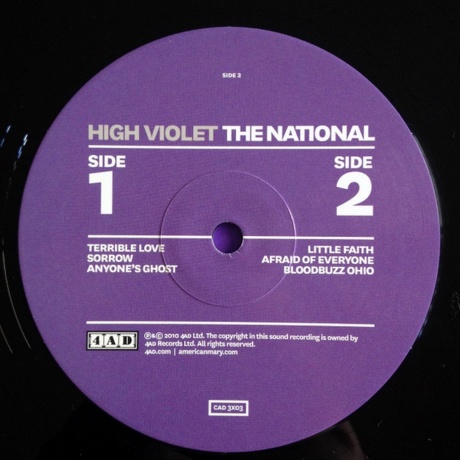 SIDE 2
HIGH VIOLET THE NATIONAL
SIDE
1
SIDE
2
TERRIBLE LOVE
SORROW
ANYONE'S GHOST
LITTLE FAITH
AFRAID OF EVERYONE
BLOODBUZZ OHIO
4AD
℗&© 2010 4AD Ltd. The copyright in this sound recording is owned by
4AD Records Ltd. All rights reserved.
4AD.com | americanmary.com
CAD 3X03